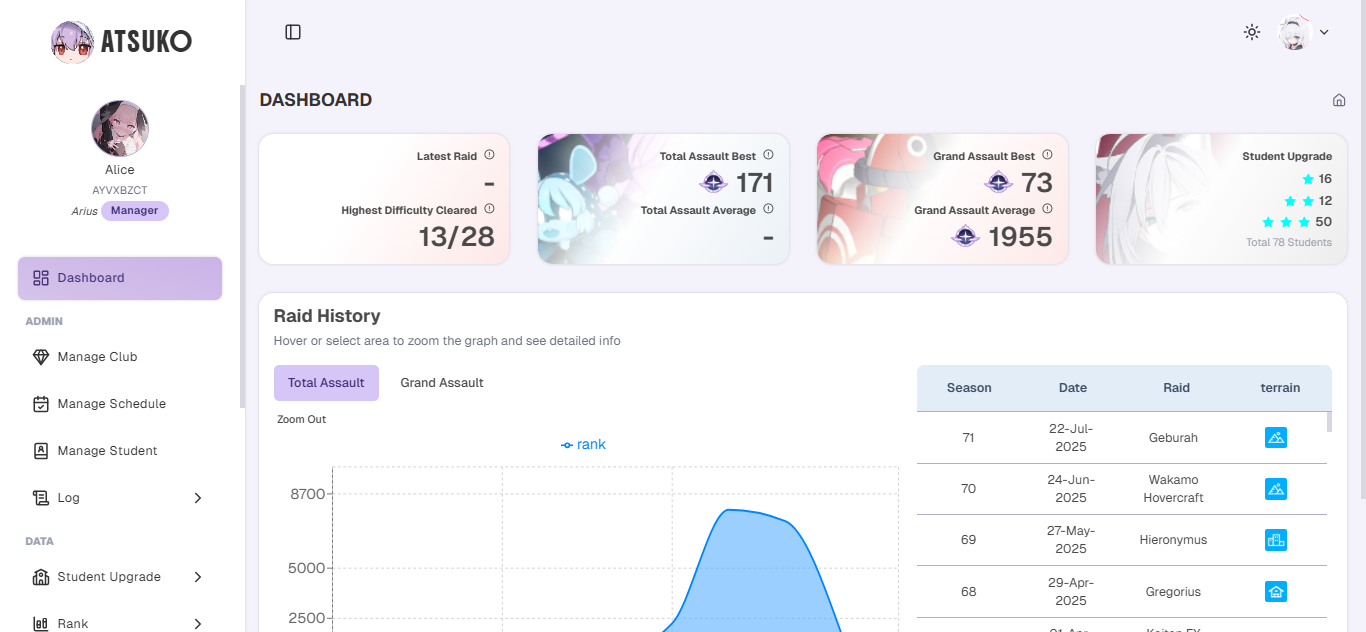 ATSUKO
Alice
AYVXBZCT
Arius Manager
Dashboard
ADMIN
Manage Club
Manage Schedule
Manage Student
Log
DATA
Student Upgrade
Rank
DASHBOARD
Latest Raid
-
Highest Difficulty Cleared
13/28
Total Assault Best
171
Total Assault Average
-
Grand Assault Best
73
Grand Assault Average
1955
Student Upgrade
16
12
50
Total 78 Students
Raid History
Hover or select area to zoom the graph and see detailed info
Total Assault Grand Assault
Zoom Out
rank
8700
5000
2500
Season Date Raid terrain
71 22-Jul-2025 Geburah
70 24-Jun-2025 Wakamo Hovercraft
69 27-May-2025 Hieronymus
68 29-Apr-2025 Gregorius